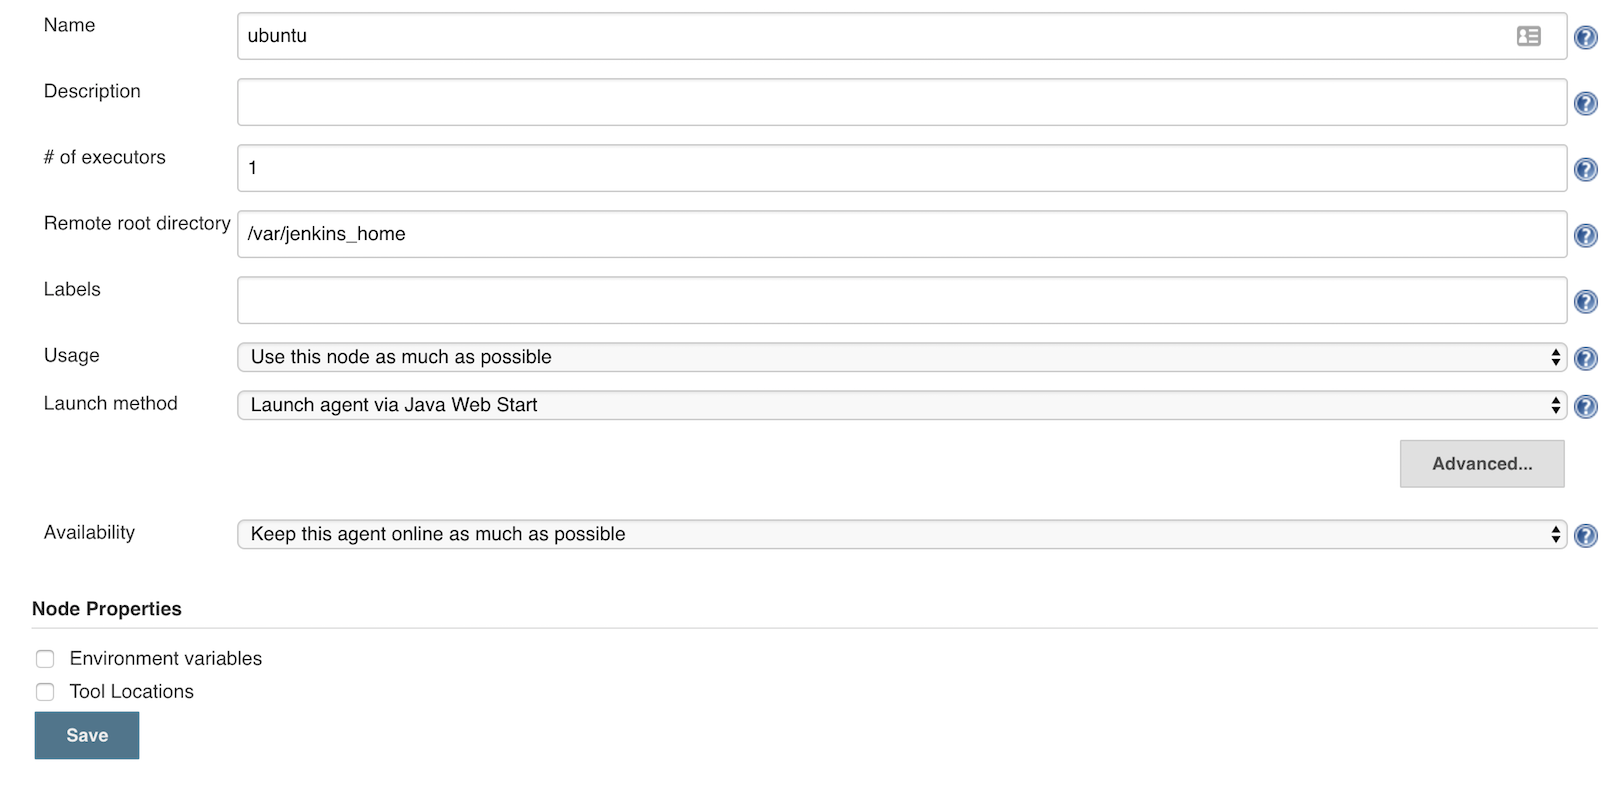 Name
ubuntu
Description
# of executors
1
Remote root directory
/var/jenkins_home
Labels
Usage
Use this node as much as possible
Launch method
Launch agent via Java Web Start
Advanced...
Availability
Keep this agent online as much as possible
Node Properties
Environment variables
Tool Locations
Save